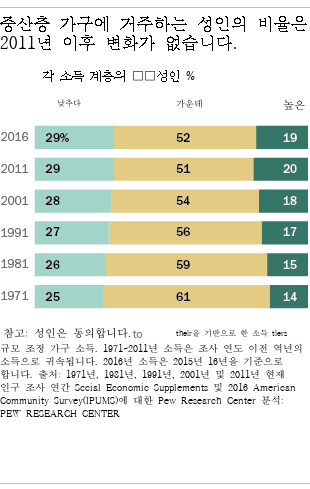 중산층 가구에 거주하는 성인의 비율은
2011년 이후 변화가 없습니다.
각 소득 계층의 □□성인 %
낮추다 가운데 높은
2016 29% 52 19
2011 29 51 20
2001 28 54 18
1991 27 56 17
1981 26 59 15
1971 25 61 14
참고: 성인은 동의합니다.to their을 기반으로 한 소득 tiers
규모 조정 가구 소득. 1971-2011년 소득은 조사 연도 이전 역년의
소득으로 귀속됩니다. 2016년 소득은 2015년 16년을 기준으로
합니다. 출처: 1971년, 1981년, 1991년, 2001년 및 2011년 현재
인구 조사 연간 Social Economic Supplements 및 2016 American
Community Survey(IPUMS)에 대한 Pew Research Center 분석:
PEW RESEARCH CENTER